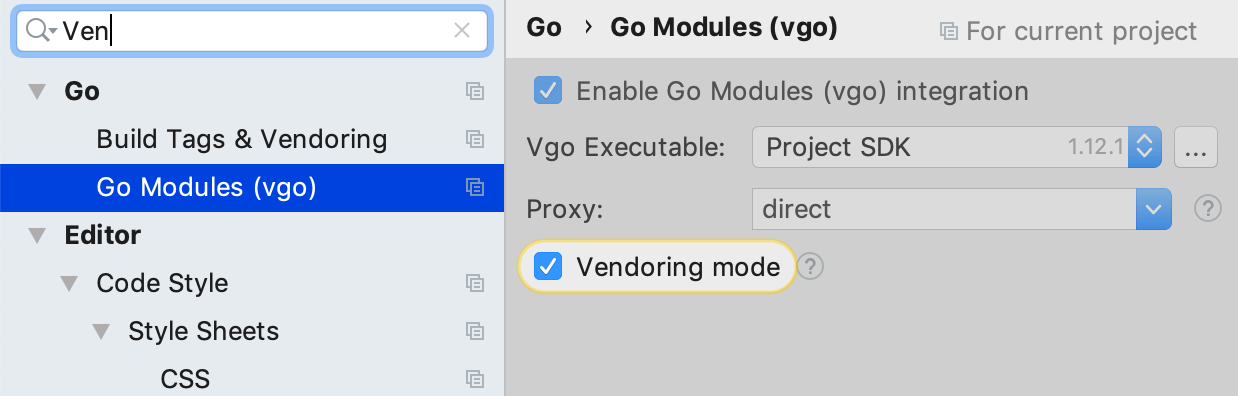 Ven
Go
Build Tags & Vendoring
Go Modules (vgo)
Editor
Code Style
Style Sheets
CSS
Go › Go Modules (vgo)
For current project
Enable Go Modules (vgo) integration
Vgo Executable: Project SDK 1.12.1 ...
Proxy: direct ?
Vendoring mode ?